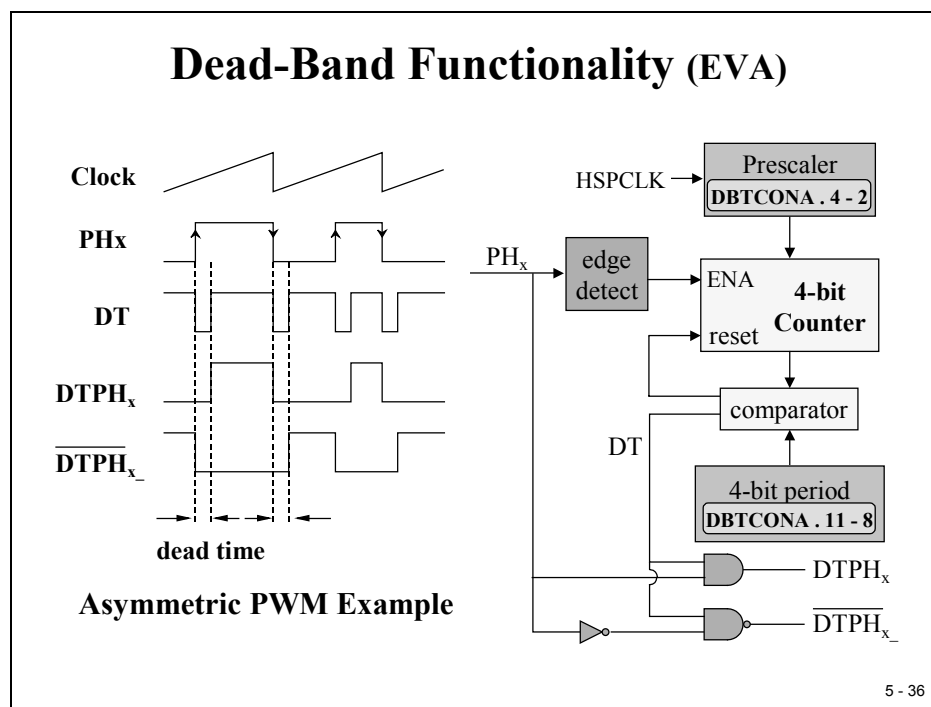 Dead-Band Functionality (EVA)
Clock
PHx
DT
DTPHx
DTPHx_
dead time
Asymmetric PWM Example
HSPCLK
Prescaler
DBTCONA . 4 - 2
PHx
edge
detect
ENA
4-bit
Counter
reset
comparator
DT
4-bit period
DBTCONA . 11 - 8
DTPHx
DTPHx_
5 - 36